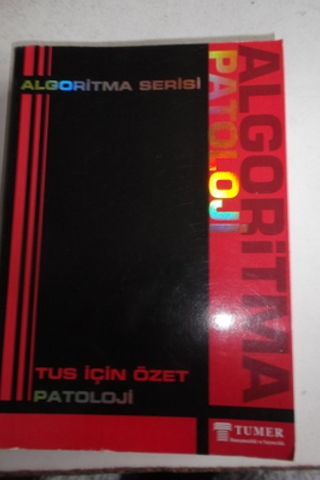 ALGORİTMA SERİSİ
PATOLOJİ
ALGORİTMA
TUS İÇİN ÖZET
PATOLOJİ
TUMER